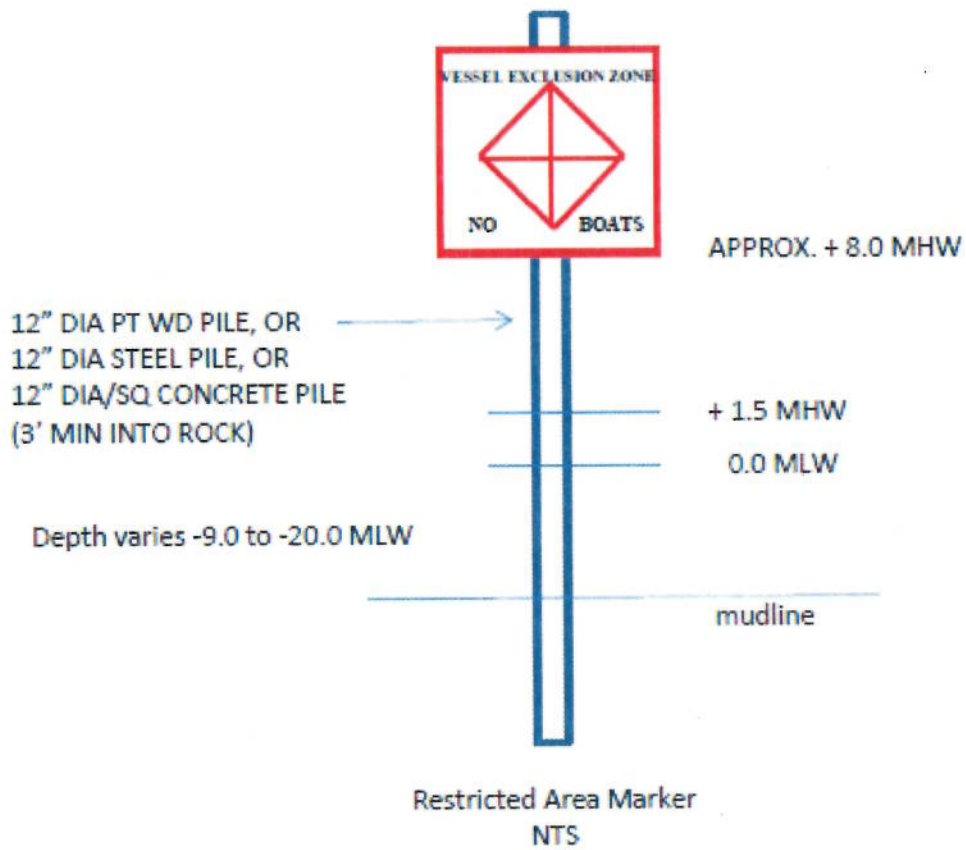 VESSEL EXCLUSION ZONE
NO BOATS
APPROX. + 8.0 MHW
12" DIA PT WD PILE, OR
12" DIA STEEL PILE, OR
12" DIA/SQ CONCRETE PILE
(3' MIN INTO ROCK)
+ 1.5 MHW
0.0 MLW
Depth varies -9.0 to -20.0 MLW
mudline
Restricted Area Marker
NTS